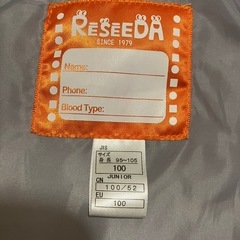 RESEEDA
SINCE 1979
Name:
Phone:
Blood Type:
JIS
サイズ
身長 95~105
100
JUNIOR
CN
100/52
EU
100